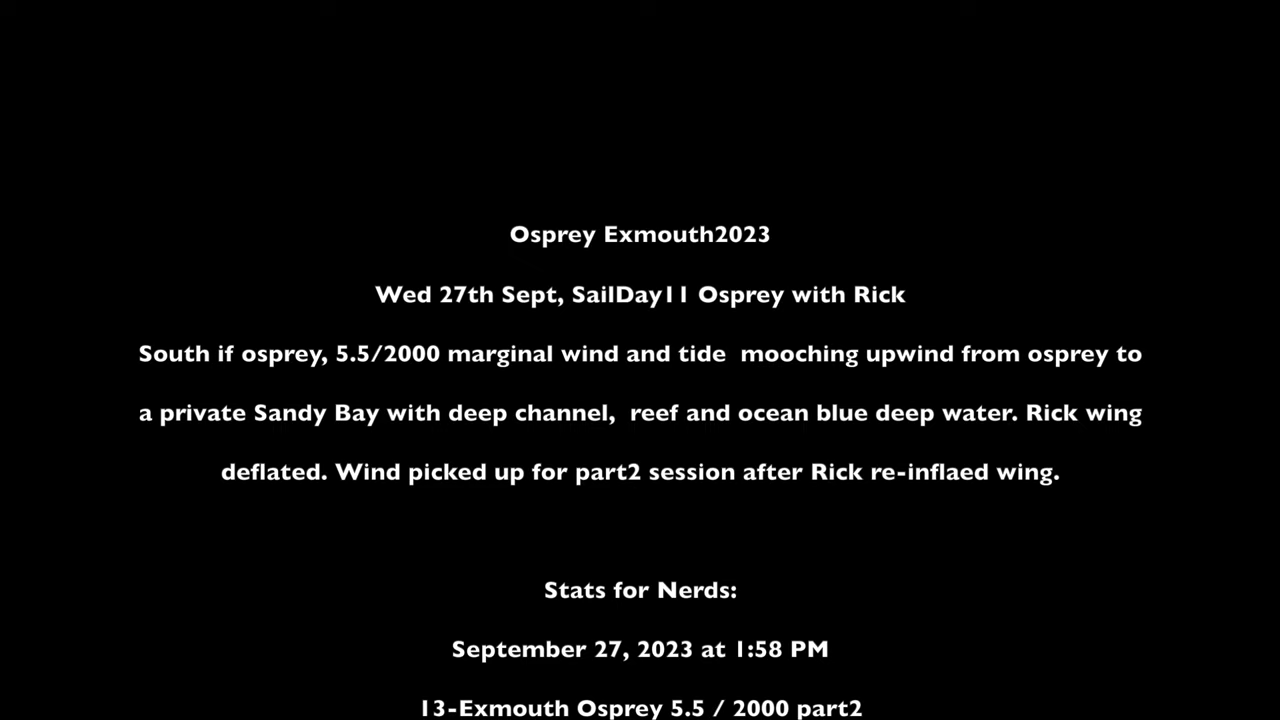 Osprey Exmouth2023
Wed 27th Sept, SailDay11 Osprey with Rick
South if osprey, 5.5/2000 marginal wind and tide  mooching upwind from osprey to
a private Sandy Bay with deep channel,  reef and ocean blue deep water. Rick wing
deflated. Wind picked up for part2 session after Rick re-inflaed wing.
Stats for Nerds:
September 27, 2023 at 1:58 PM
13-Exmouth Osprey 5.5 / 2000 part2